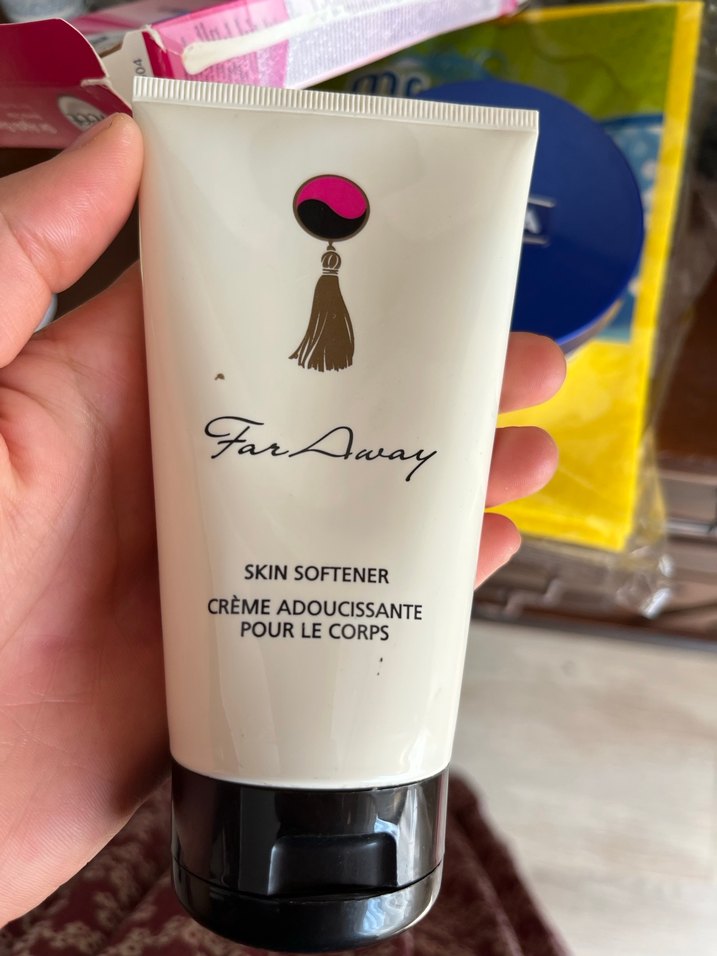 Far Away
SKIN SOFTENER
CRÈME ADOUCISSANTE
POUR LE CORPS